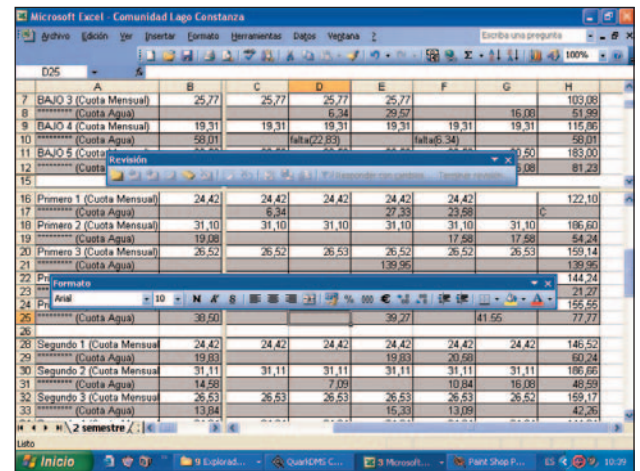 Microsoft Excel - Comunidad Lago Constanza
Archivo Edición Ver Insertar Formato Herramientas Datos Ventana ? Escriba una pregunta
100%
D25 fx
A B C D E F G H
7 BAJO 3 (Cuota Mensual) 25,77 25,77 25,77 25,77 103,08
8 ********* (Cuota Agua) 6,34 29,57 16,08 51,99
9 BAJO 4 (Cuota Mensual) 19,31 19,31 19,31 19,31 19,31 19,31 115,86
10 ********* (Cuota Agua) 58,01 falta(22,83) falta(6.34) 58,01
11 BAJO 5 (Cuota 183,00
12 ********* (Cuota 81,23
Revisión
Responder con cambios... Terminar revisión...
15
16 Primero 1 (Cuota Mensual) 24,42 24,42 24,42 24,42 24,42 122,10
17 ********* (Cuota Agua) 6,34 27,33 23,58 C
18 Primero 2 (Cuota Mensual) 31,10 31,10 31,10 31,10 31,10 31,10 186,60
19 ********* (Cuota Agua) 19,08 17,58 17,58 54,24
20 Primero 3 (Cuota Mensual) 26,52 26,52 26,53 26,52 26,52 26,53 159,14
21 ********* (Cuota Agua) 139,95 139,95
22 144,24
23 21,27
24 155,55
Formato
Arial 10 N K S % 000 €
25 ********* (Cuota Agua) 38,50 39,27 41.55 77,77
26
28 Segundo 1 (Cuota Mensual 24,42 24,42 24,42 24,42 24,42 24,42 146,52
29 ********* (Cuota Agua) 19,83 19,83 20,58 60,24
30 Segundo 2 (Cuota Mensual 31,11 31,11 31,11 31,11 31,11 31,11 186,66
31 ********* (Cuota Agua) 14,58 7,09 10,84 16,08 48,59
32 Segundo 3 (Cuota Mensual 26,53 26,53 26,53 26,53 26,53 26,52 159,17
33 ********* (Cuota Agua) 13,84 15,33 13,09 42,26
2 semestre
Listo
Inicio 9 Explorad... QuarkDMS C... 3 Microsoft... Paint Shop P... ES 10:39